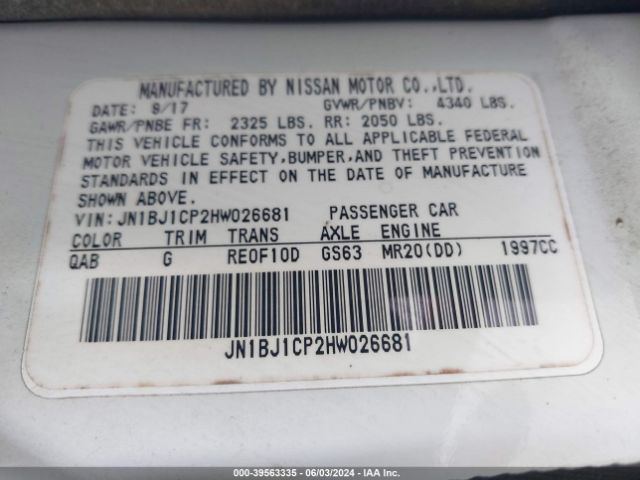 MANUFACTURED BY NISSAN MOTOR CO.,LTD.
DATE: 9/17 GVWR/PNBV: 4340 LBS.
GAWR/PNBE FR: 2325 LBS. RR: 2050 LBS.
THIS VEHICLE CONFORMS TO ALL APPLICABLE FEDERAL
MOTOR VEHICLE SAFETY,BUMPER,AND THEFT PREVENTION
STANDARDS IN EFFECT ON THE DATE OF MANUFACTURE
SHOWN ABOVE.
VIN:JN1BJ1CP2HW026681 PASSENGER CAR
COLOR TRIM TRANS AXLE ENGINE
QAB G RE0F10D GS63 MR20(DD) 1997CC
JN1BJ1CP2HW026681
000-39563335 - 06/03/2024 - IAA Inc.